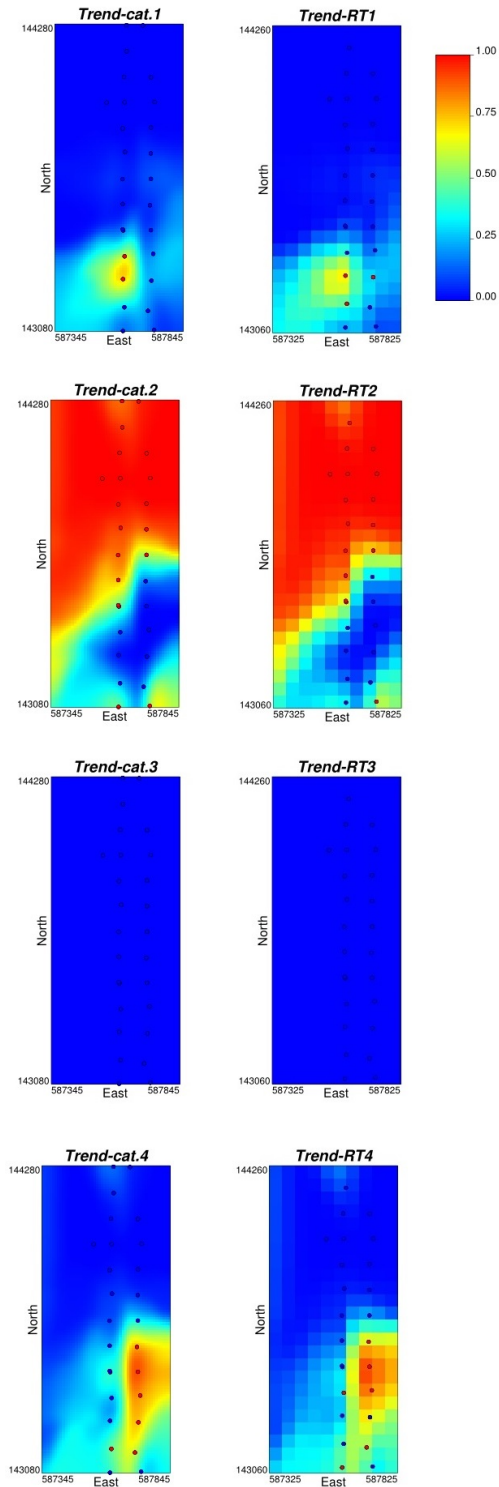 Trend-cat.1
Trend-RT1
144280
144260
1.00
0.75
0.50
0.25
0.00
North
North
143080
143060
587345
587845
587325
587825
East
East
Trend-cat.2
Trend-RT2
144280
144260
North
North
143080
143060
587345
587845
587325
587825
East
East
Trend-cat.3
Trend-RT3
144280
144260
North
North
143080
143060
587345
587845
587325
587825
East
East
Trend-cat.4
Trend-RT4
144280
144260
North
North
143080
143060
587345
587845
587325
587825
East
East